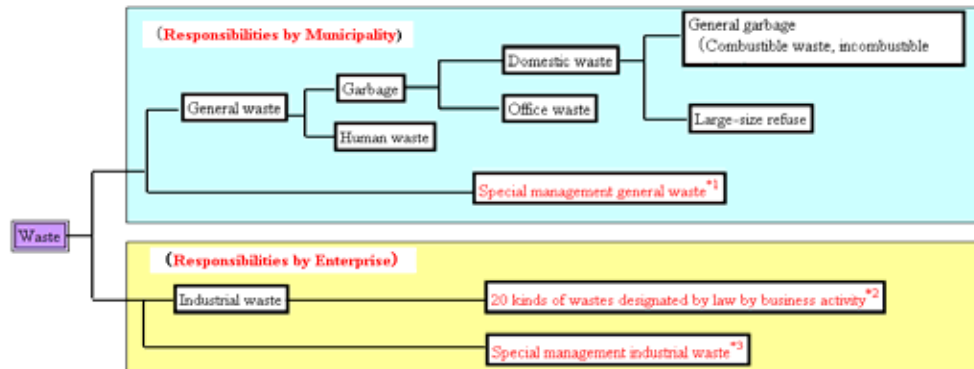 (Responsibilities by Municipality)
General garbage
(Combustible waste, incombustible
Domestic waste
Garbage
General waste
Office waste
Large-size refuse
Human waste
Special management general waste*1
Waste
(Responsibilities by Enterprise)
Industrial waste
20 kinds of wastes designated by law by business activity*2
Special management industrial waste*3